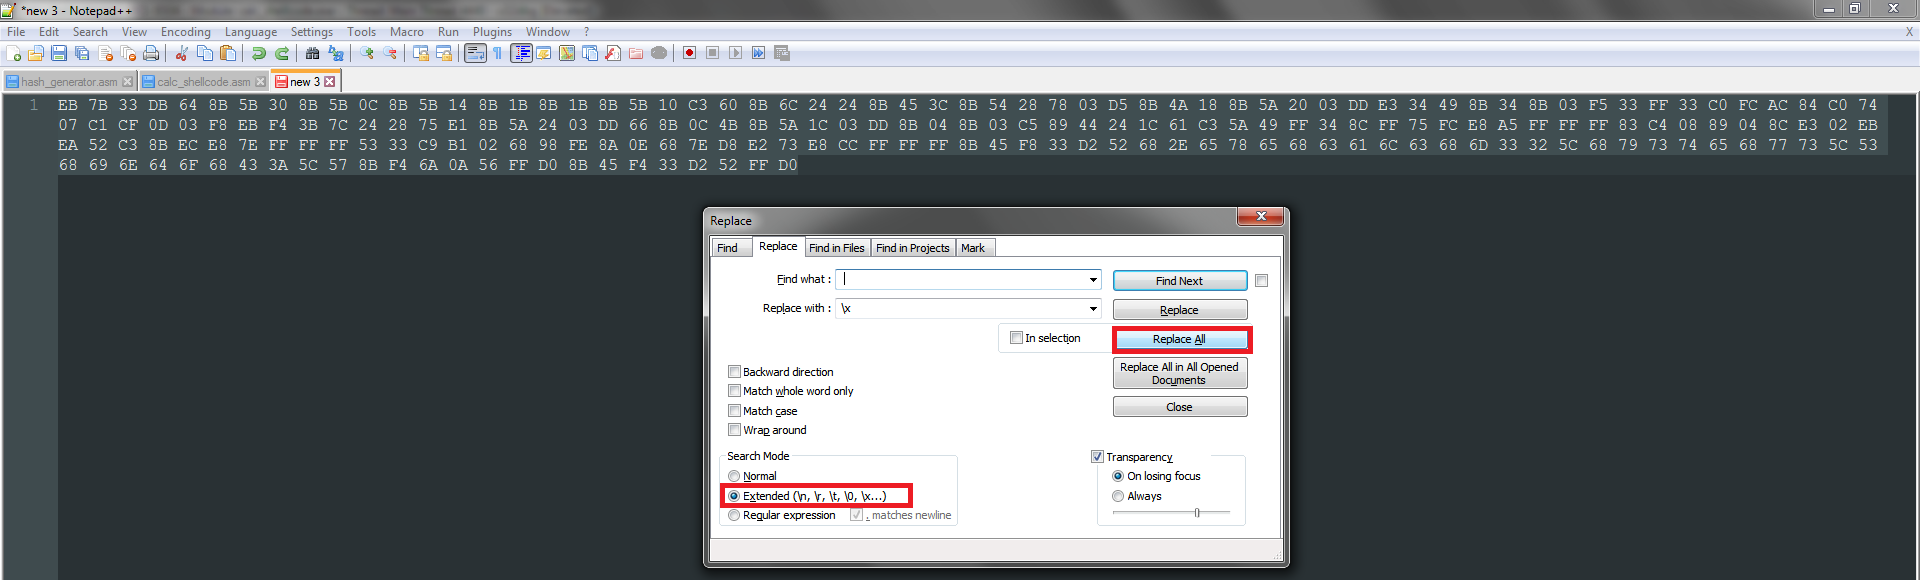 *new 3 - Notepad++
File Edit Search View Encoding Language Settings Tools Macro Run Plugins Window ? X
hash_generator.asm calc_shellcode.asm new 3
1 EB 7B 33 DB 64 8B 5B 30 8B 5B 0C 8B 5B 14 8B 1B 8B 1B 8B 5B 10 C3 60 8B 6C 24 24 8B 45 3C 8B 54 28 78 03 D5 8B 4A 18 8B 5A 20 03 DD E3 34 49 8B 34 8B 03 F5 33 FF 33 C0 FC AC 84 C0 74
07 C1 CF 0D 03 F8 EB F4 3B 7C 24 28 75 E1 8B 5A 24 03 DD 66 8B 0C 4B 8B 5A 1C 03 DD 8B 04 8B 03 C5 89 44 24 1C 61 C3 5A 49 FF 34 8C FF 75 FC E8 A5 FF FF FF 83 C4 08 89 04 8C E3 02 EB
EA 52 C3 8B EC E8 7E FF FF FF 53 33 C9 B1 02 68 98 FE 8A 0E 68 7E D8 E2 73 E8 CC FF FF FF 8B 45 F8 33 D2 52 68 2E 65 78 65 68 63 61 6C 63 68 6D 33 32 5C 68 79 73 74 65 68 77 73 5C 53
68 69 6E 64 6F 68 43 3A 5C 57 8B F4 6A 0A 56 FF D0 8B 45 F4 33 D2 52 FF D0
Replace
Find Replace Find in Files Find in Projects Mark
Find what : Find Next
Replace with : \x Replace
In selection Replace All
Backward direction Replace All in All Opened Documents
Match whole word only
Match case Close
Wrap around
Search Mode Transparency
Normal On losing focus
Extended (\n, \r, \t, \0, \x...) Always
Regular expression . matches newline